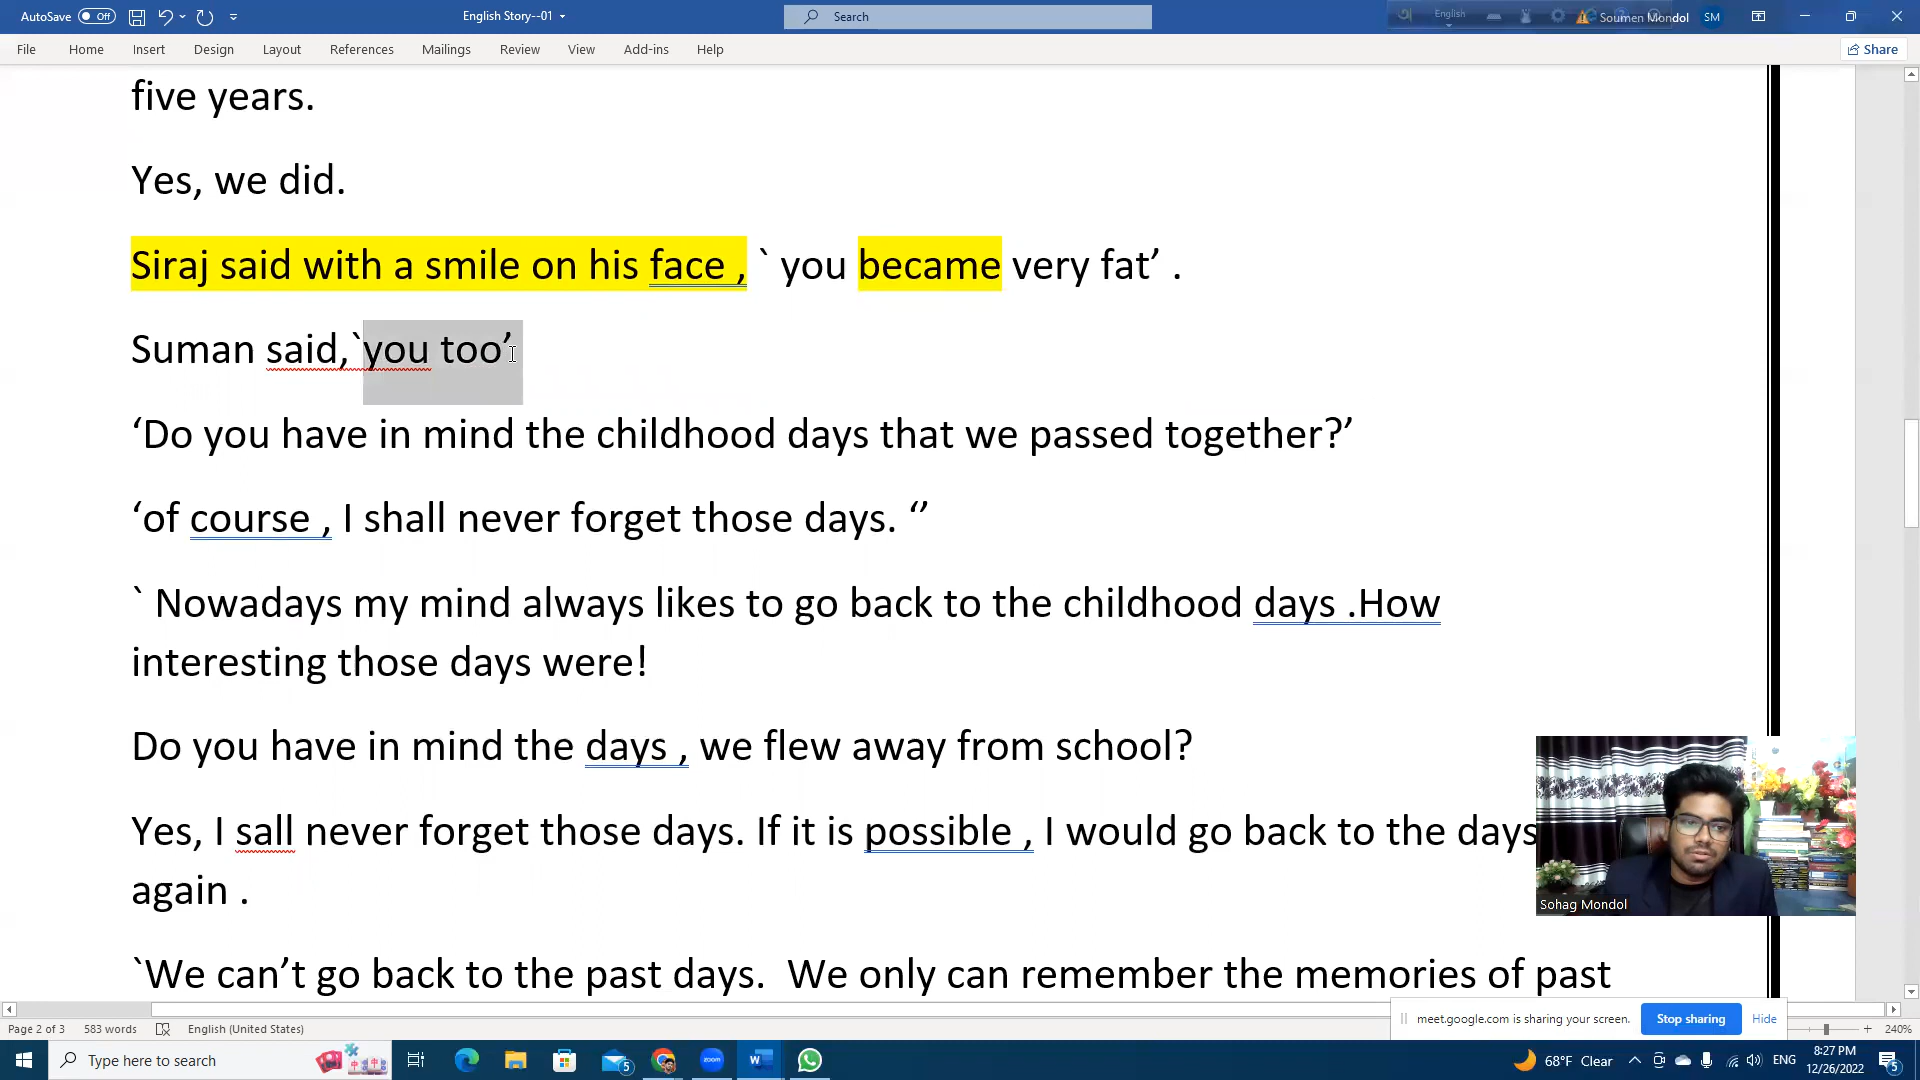 AutoSave Off English Story--01 Search English Soumen Mondol SM
File Home Insert Design Layout References Mailings Review View Add-ins Help Share
five years.
Yes, we did.
Siraj said with a smile on his face , ` you became very fat’ .
Suman said,`you too’
‘Do you have in mind the childhood days that we passed together?’
‘of course , I shall never forget those days. ‘’
` Nowadays my mind always likes to go back to the childhood days .How
interesting those days were!
Do you have in mind the days , we flew away from school?
Yes, I sall never forget those days. If it is possible , I would go back to the days
again .
Sohag Mondol
`We can’t go back to the past days.  We only can remember the memories of past
meet.google.com is sharing your screen. Stop sharing Hide
Page 2 of 3 583 words English (United States) 240%
Type here to search 5 zoom 68°F Clear ENG 8:27 PM
12/26/2022 5